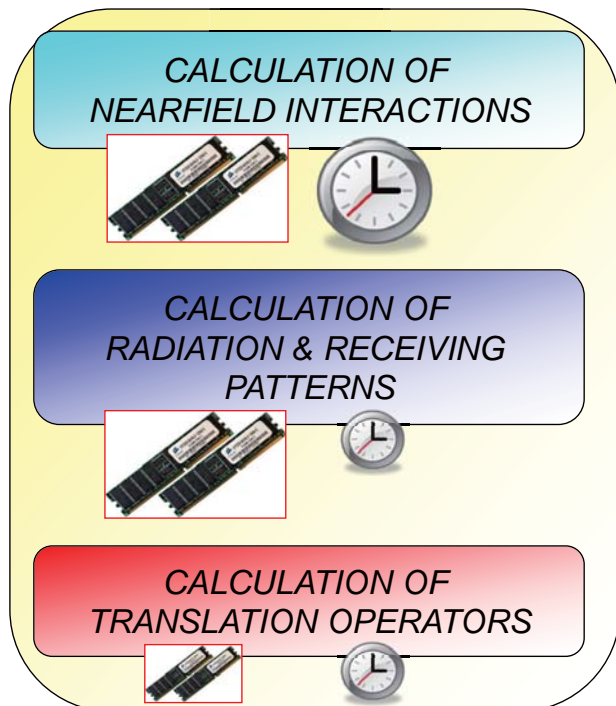 CALCULATION OF
NEARFIELD INTERACTIONS
CALCULATION OF
RADIATION & RECEIVING
PATTERNS
CALCULATION OF
TRANSLATION OPERATORS